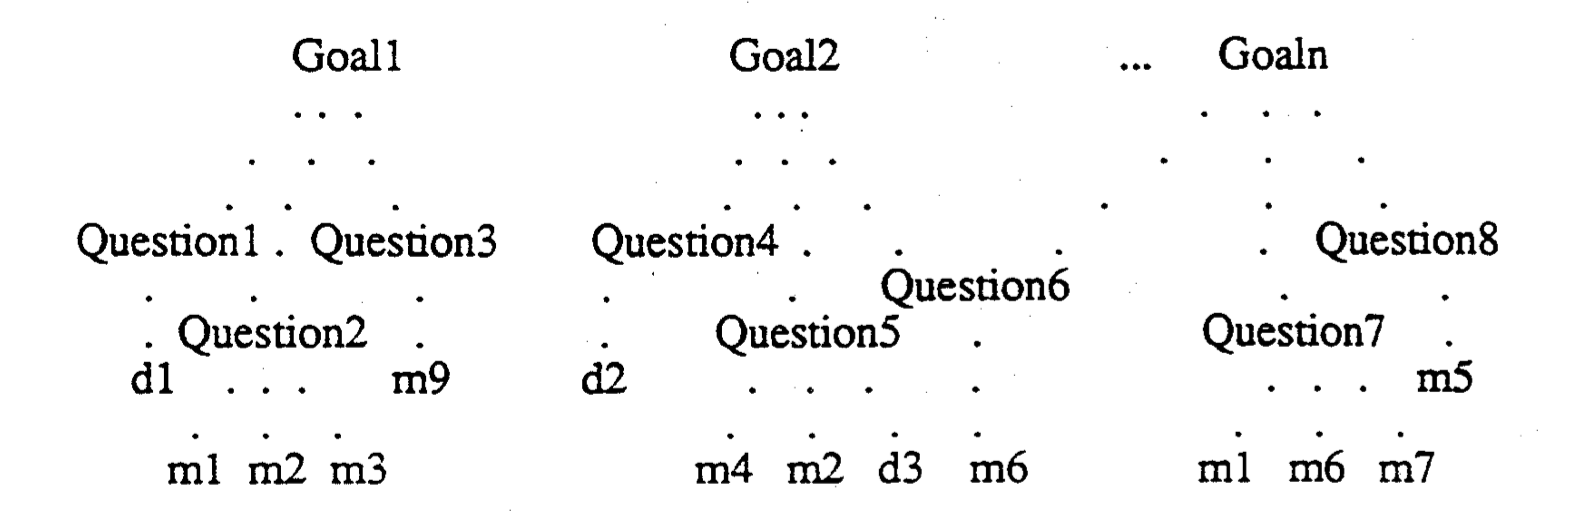 Goal1 Goal2 ... Goaln
Question1 Question3 Question4 Question8
Question6
Question2 Question5 Question7
d1 m9 d2 m5
m1 m2 m3 m4 m2 d3 m6 m1 m6 m7